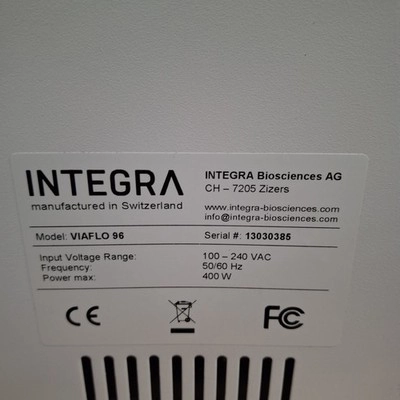 INTEGRA
manufactured in Switzerland
INTEGRA Biosciences AG
CH – 7205 Zizers
www.integra-biosciences.com
info@integra-biosciences.com
Model: VIAFLO 96
Serial #: 13030385
Input Voltage Range: 100 – 240 VAC
Frequency: 50/60 Hz
Power max: 400 W
CE
FC